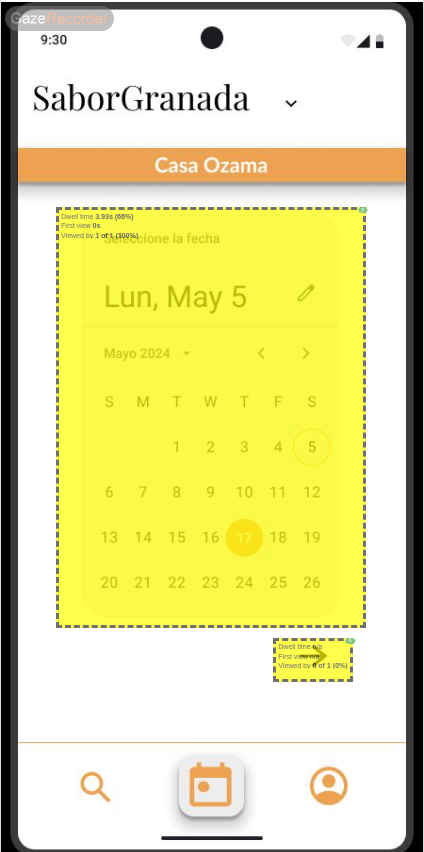 GazeRecorder
9:30
SaborGranada
Casa Ozama
Dwell time 3.93s (66%)
First view 0s
Viewed by 1 of 1 (100%)
Seleccione la fecha
Lun, May 5
Mayo 2024
S M T W T F S
1 2 3 4 5
6 7 8 9 10 11 12
13 14 15 16 17 18 19
20 21 22 23 24 25 26
Dwell time n/a
First view n/a
Viewed by 0 of 1 (0%)